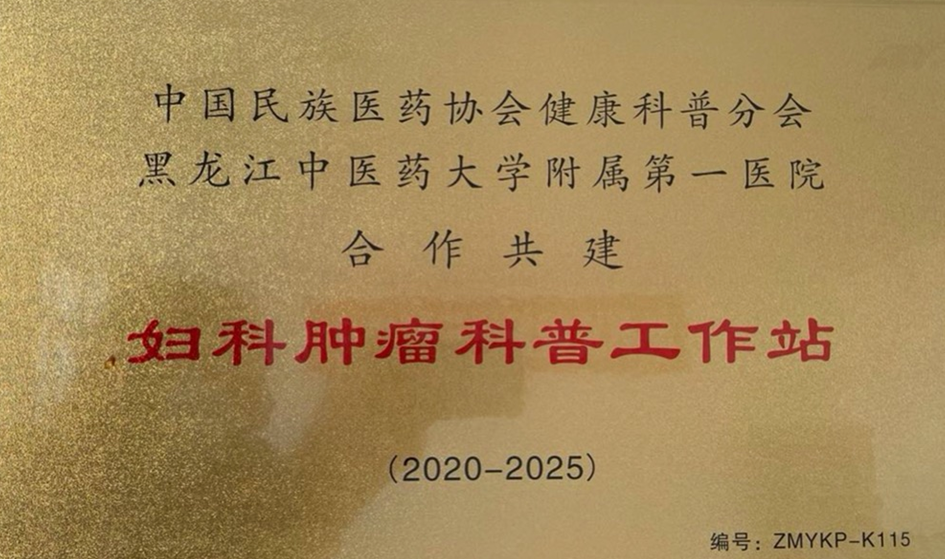 中国民族医药协会健康科普分会
黑龙江中医药大学附属第一医院
合作共建
妇科肿瘤科普工作站
(2020-2025)
编号：ZMYKP-K115